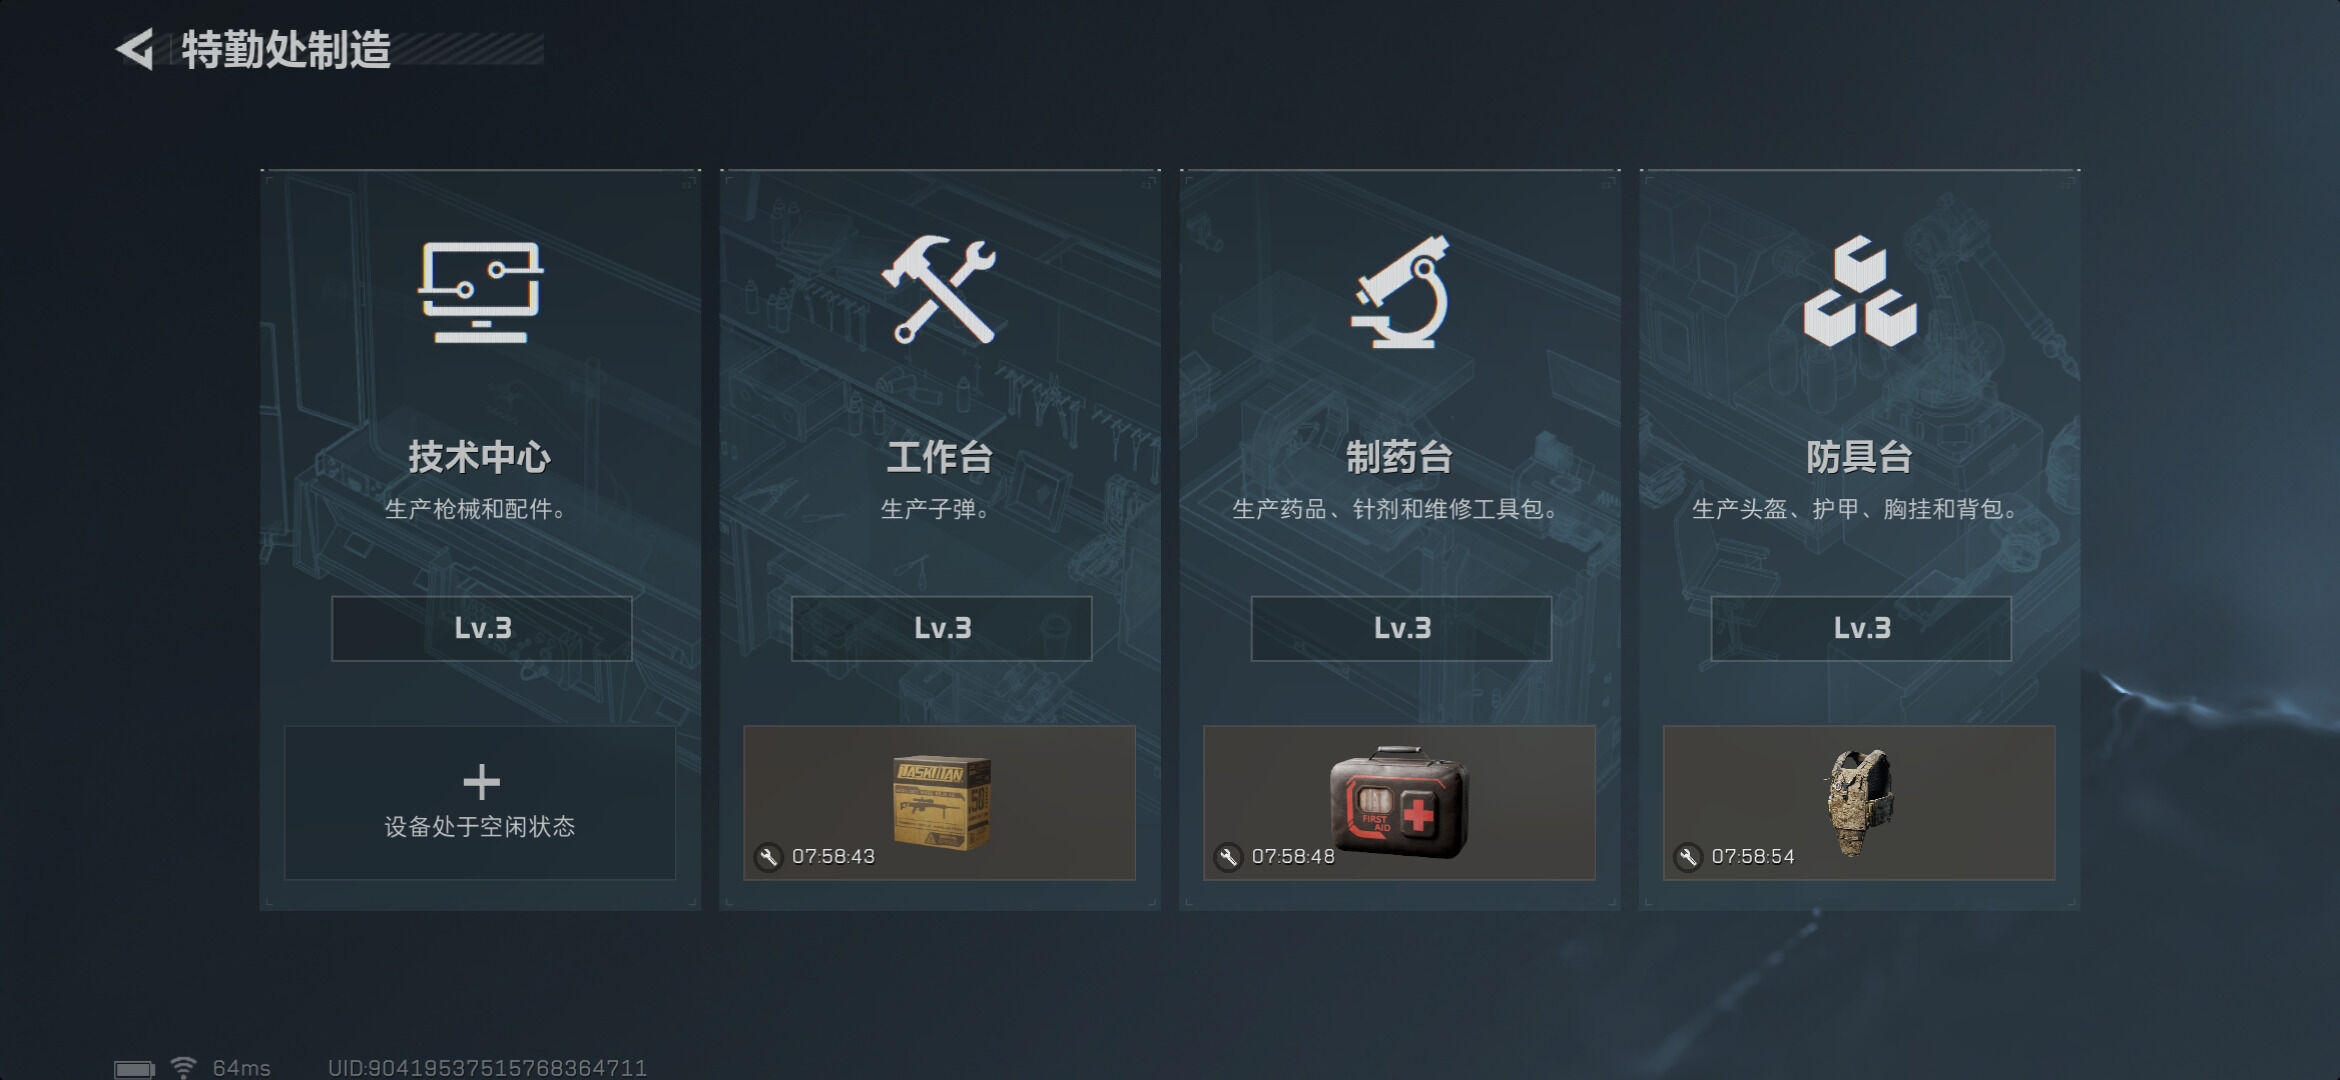 特勤处制造
技术中心
生产枪械和配件。
Lv.3
设备处于空闲状态
工作台
生产子弹。
Lv.3
.50
07:58:43
制药台
生产药品、针剂和维修工具包。
Lv.3
FIRST
AID
07:58:48
防具台
生产头盔、护甲、胸挂和背包。
Lv.3
07:58:54
64ms
UID:90419537515768364711